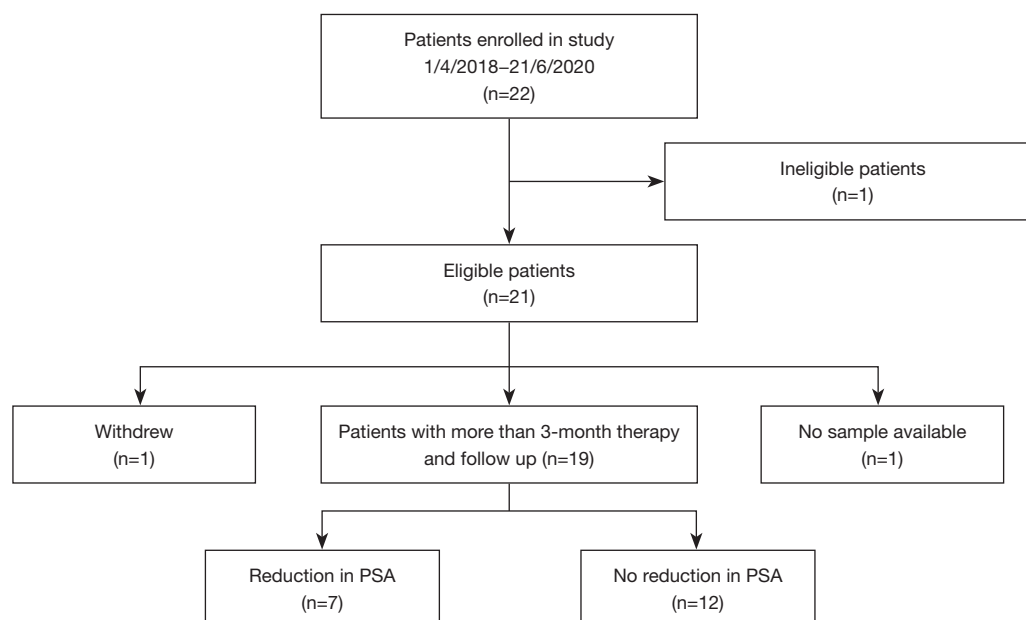 Patients enrolled in study
1/4/2018–21/6/2020
(n=22)
Ineligible patients
(n=1)
Eligible patients
(n=21)
Withdrew
(n=1)
Patients with more than 3-month therapy
and follow up (n=19)
No sample available
(n=1)
Reduction in PSA
(n=7)
No reduction in PSA
(n=12)